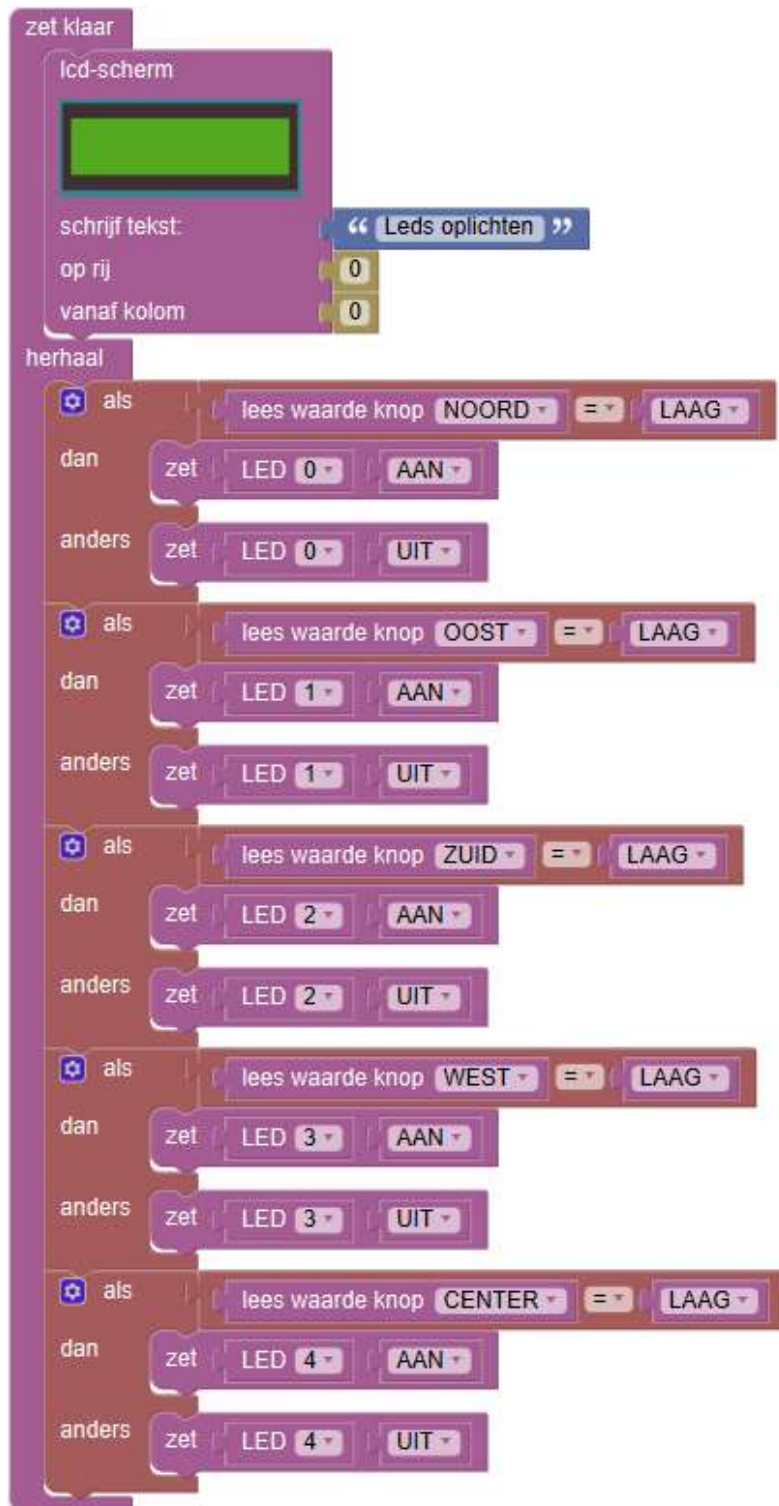 zet klaar
lcd-scherm
schrijf tekst: “ Leds oplichten ”
op rij 0
vanaf kolom 0
herhaal
als lees waarde knop NOORD = LAAG
dan zet LED 0 AAN
anders zet LED 0 UIT
als lees waarde knop OOST = LAAG
dan zet LED 1 AAN
anders zet LED 1 UIT
als lees waarde knop ZUID = LAAG
dan zet LED 2 AAN
anders zet LED 2 UIT
als lees waarde knop WEST = LAAG
dan zet LED 3 AAN
anders zet LED 3 UIT
als lees waarde knop CENTER = LAAG
dan zet LED 4 AAN
anders zet LED 4 UIT